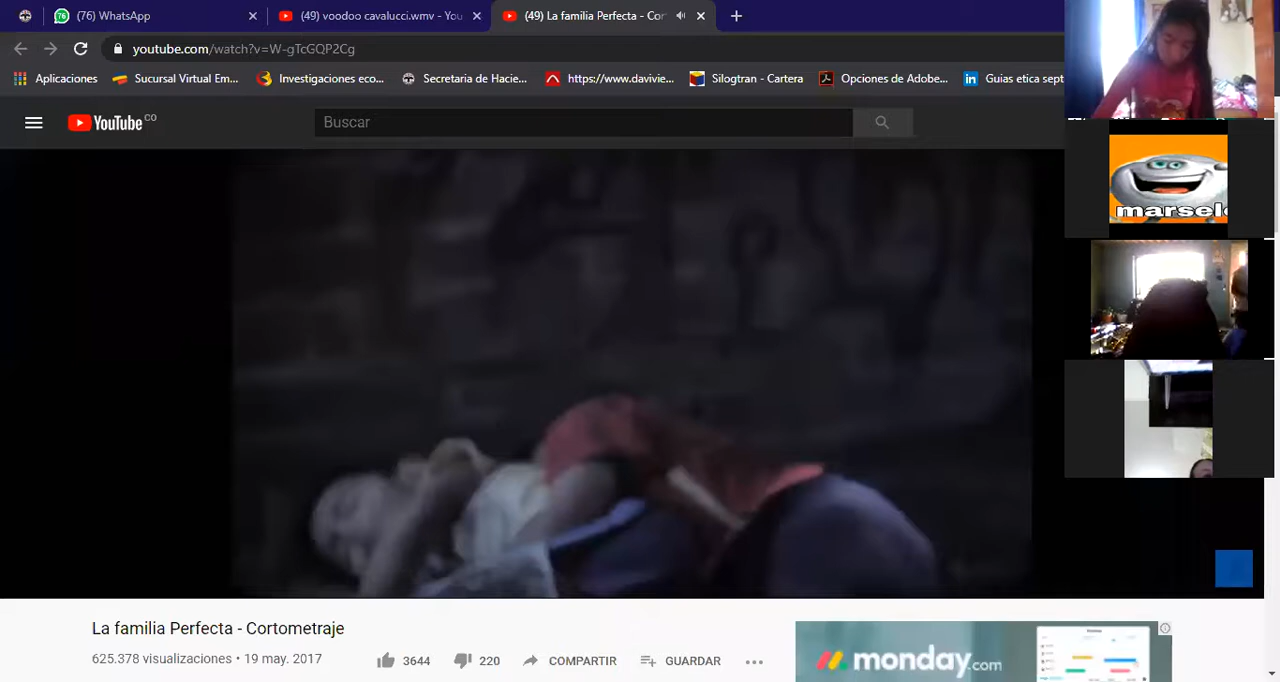 (76) WhatsApp
(49) voodoo cavalucci.wmv - You
(49) La familia Perfecta - Cor
youtube.com/watch?v=W-gTcGQP2Cg
Aplicaciones
Sucursal Virtual Em...
Investigaciones eco...
Secretaria de Hacie...
https://www.davivie...
Silogtran - Cartera
Opciones de Adobe...
Guias etica sept
YouTube CO
Buscar
marsel
La familia Perfecta - Cortometraje
625.378 visualizaciones • 19 may. 2017
3644
220
COMPARTIR
GUARDAR
monday.com